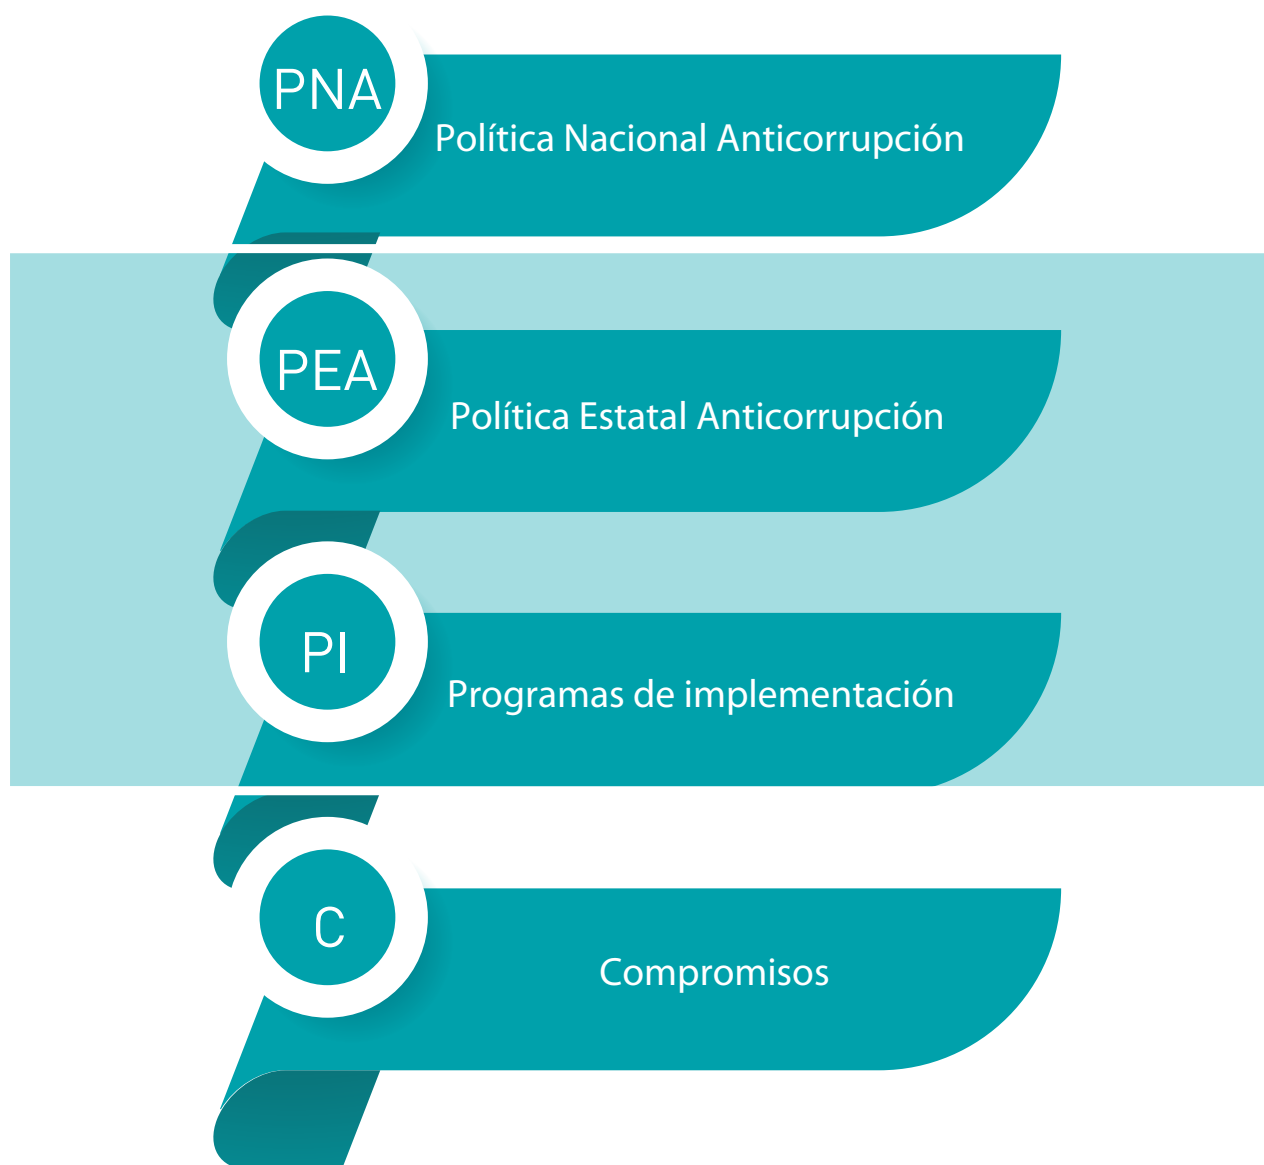 PNA
Política Nacional Anticorrupción
PEA
Política Estatal Anticorrupción
PI
Programas de implementación
C
Compromisos